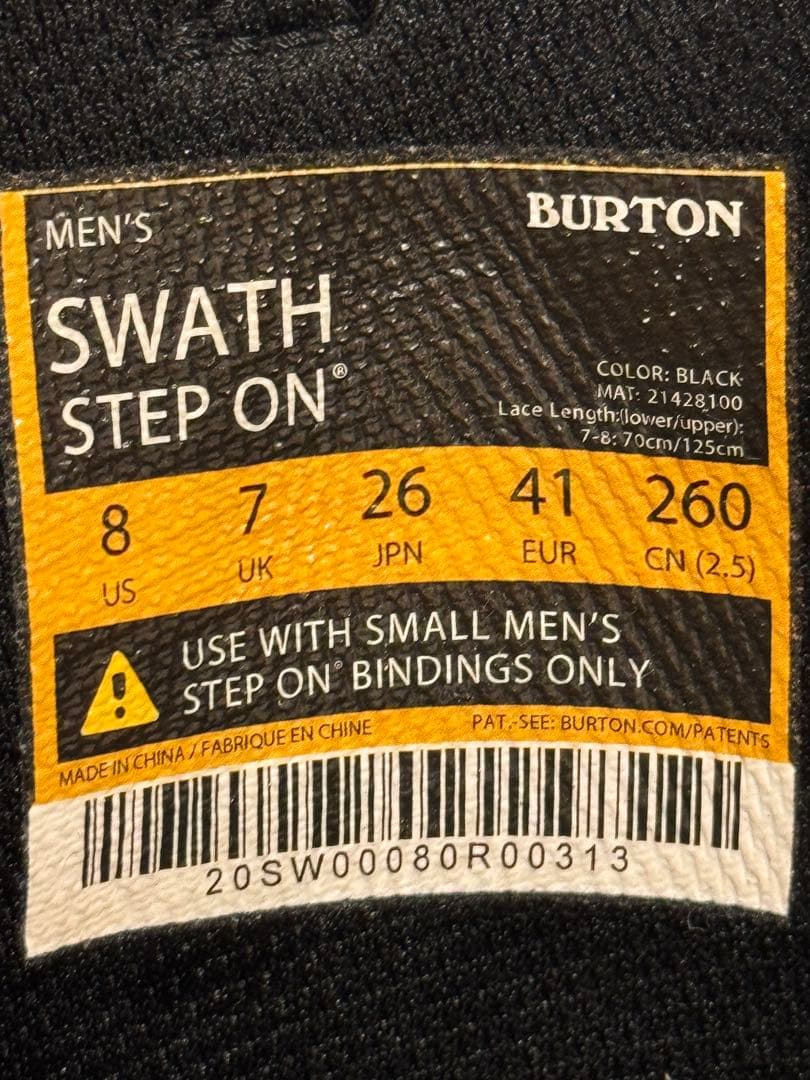 MEN'S
BURTON
SWATH
STEP ON®
COLOR: BLACK
MAT: 21428100
Lace Length:(lower/upper):
7-8: 70cm/125cm
8 7 26 41 260
US UK JPN EUR CN (2.5)
USE WITH SMALL MEN'S
STEP ON® BINDINGS ONLY
MADE IN CHINA / FABRIQUE EN CHINE
PAT.-SEE: BURTON.COM/PATENTS
20SW00080R00313